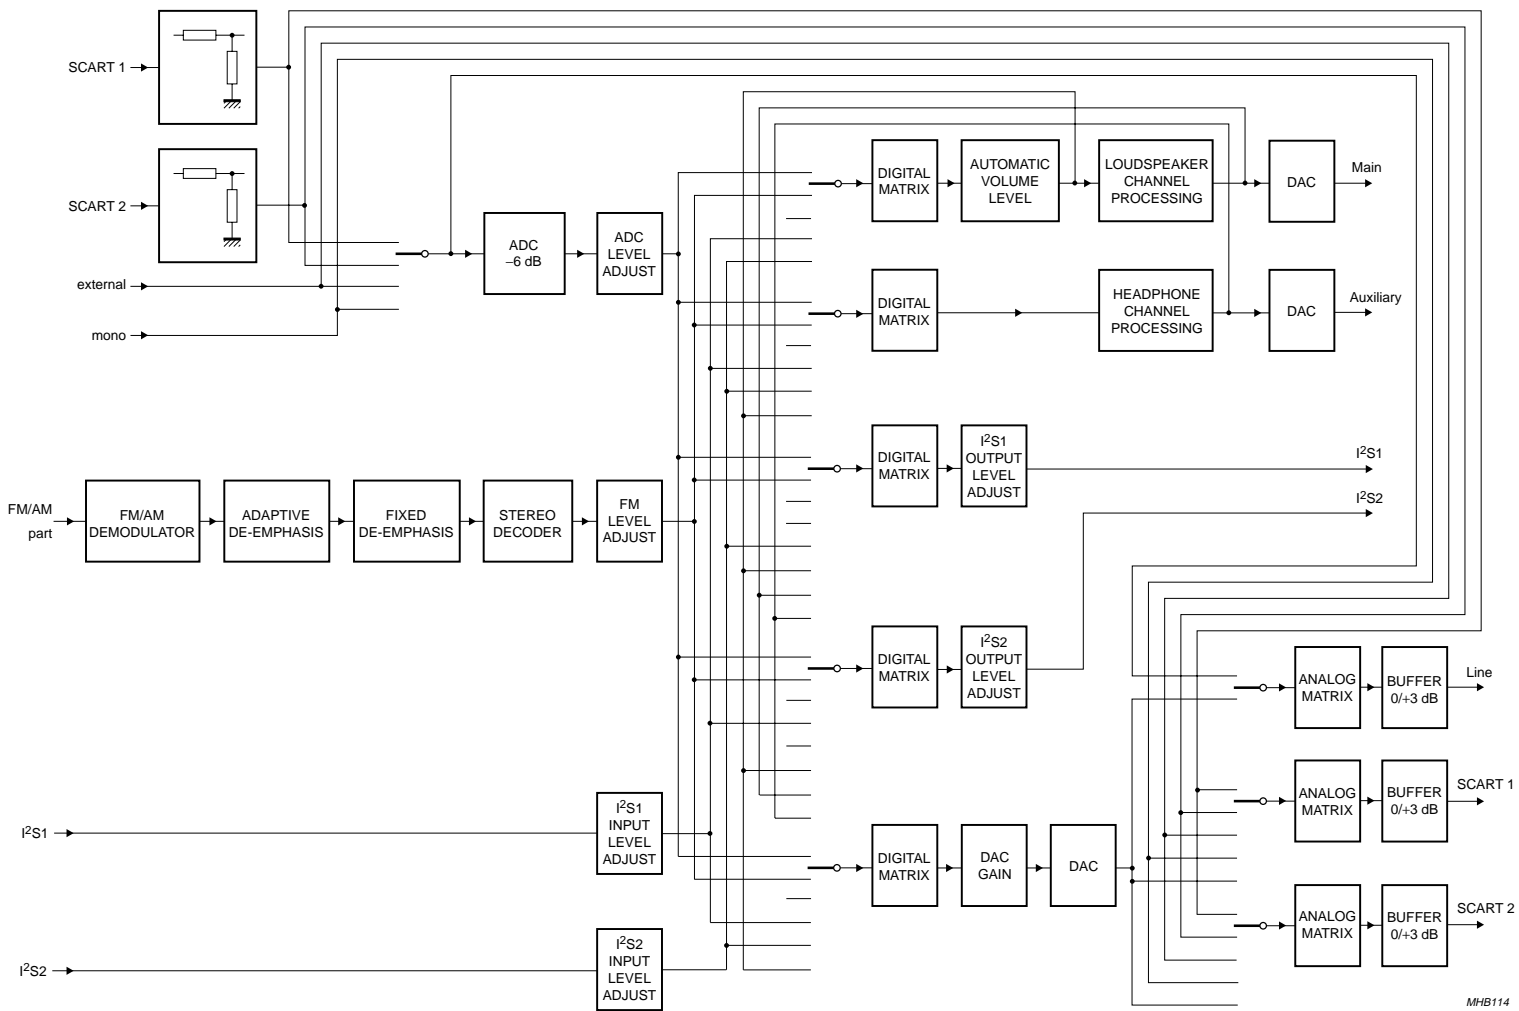 SCART 1
SCART 2
external
mono
ADC
−6 dB
ADC
LEVEL
ADJUST
DIGITAL
MATRIX
AUTOMATIC
VOLUME
LEVEL
LOUDSPEAKER
CHANNEL
PROCESSING
DAC
Main
DIGITAL
MATRIX
HEADPHONE
CHANNEL
PROCESSING
DAC
Auxiliary
DIGITAL
MATRIX
I²S1
OUTPUT
LEVEL
ADJUST
I²S1
I²S2
FM/AM
part
FM/AM
DEMODULATOR
ADAPTIVE
DE-EMPHASIS
FIXED
DE-EMPHASIS
STEREO
DECODER
FM
LEVEL
ADJUST
DIGITAL
MATRIX
I²S2
OUTPUT
LEVEL
ADJUST
ANALOG
MATRIX
BUFFER
0/+3 dB
Line
I²S1
I²S1
INPUT
LEVEL
ADJUST
DIGITAL
MATRIX
DAC
GAIN
DAC
ANALOG
MATRIX
BUFFER
0/+3 dB
SCART 1
I²S2
I²S2
INPUT
LEVEL
ADJUST
ANALOG
MATRIX
BUFFER
0/+3 dB
SCART 2
MHB114